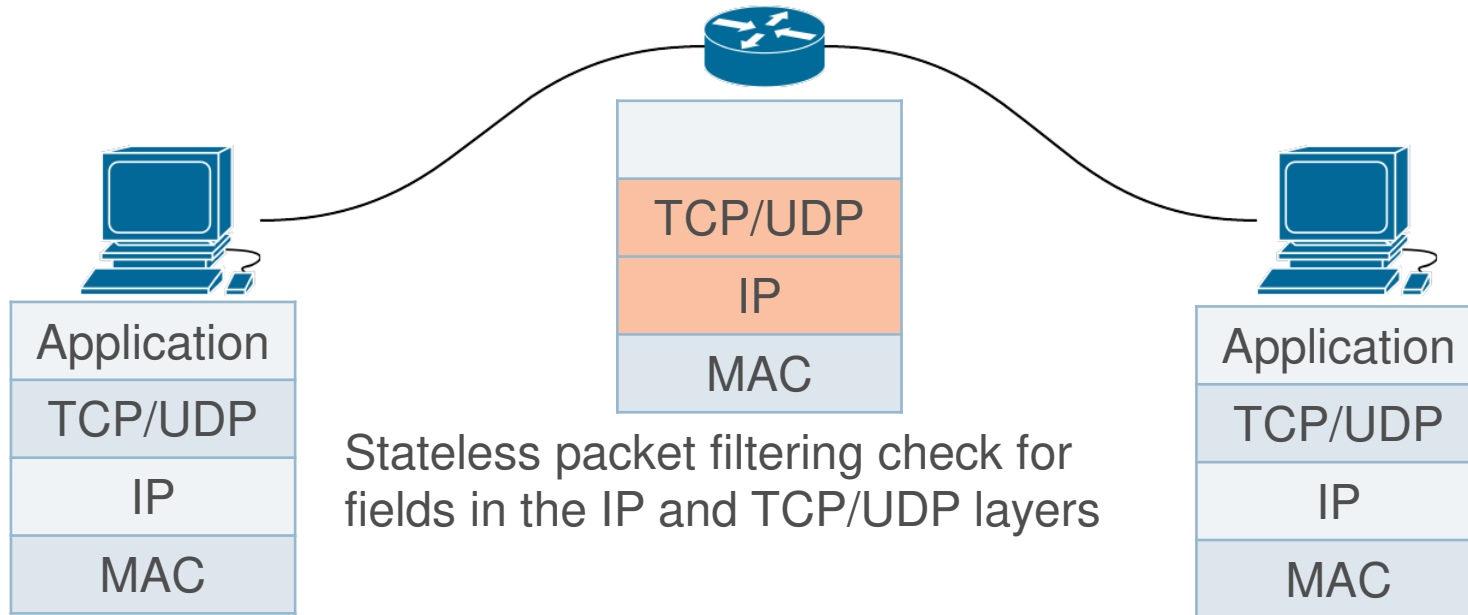 TCP/UDP
IP
MAC
Application
TCP/UDP
IP
MAC
Stateless packet filtering check for
fields in the IP and TCP/UDP layers
Application
TCP/UDP
IP
MAC